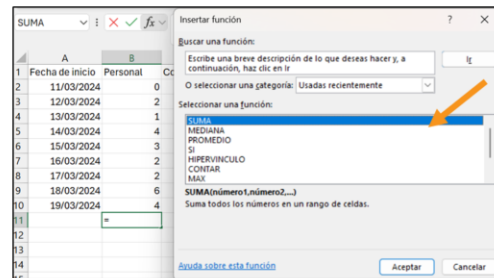 SUMA
fx
A B
1 Fecha de inicio Personal Co
2 11/03/2024 0
3 12/03/2024 2
4 13/03/2024 1
5 14/03/2024 4
6 15/03/2024 3
7 16/03/2024 2
8 17/03/2024 2
9 18/03/2024 6
10 19/03/2024 4
11 =
12
13
14
Insertar función ? ×
Buscar una función:
Escribe una breve descripción de lo que deseas hacer y, a
continuación, haz clic en Ir
Ir
O seleccionar una categoría: Usadas recientemente
Seleccionar una función:
SUMA
MEDIANA
PROMEDIO
SI
HIPERVINCULO
CONTAR
MAX
SUMA(número1,número2,...)
Suma todos los números en un rango de celdas.
Ayuda sobre esta función
Aceptar
Cancelar